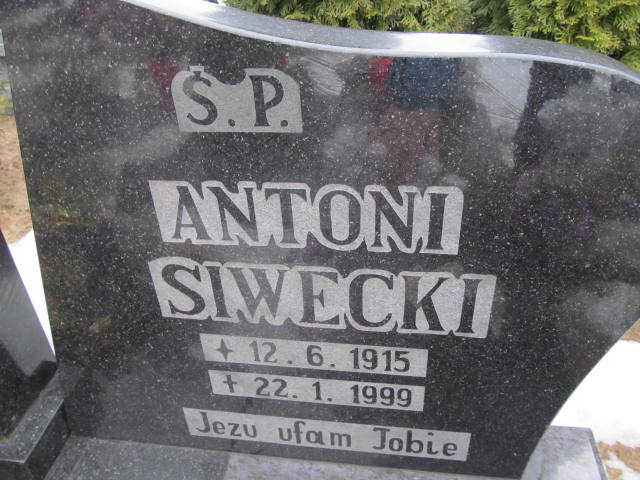 Ś.P.
ANTONI
SIWECKI
✦ 12.6.1915
✝ 22.1.1999
Jezu ufam Tobie